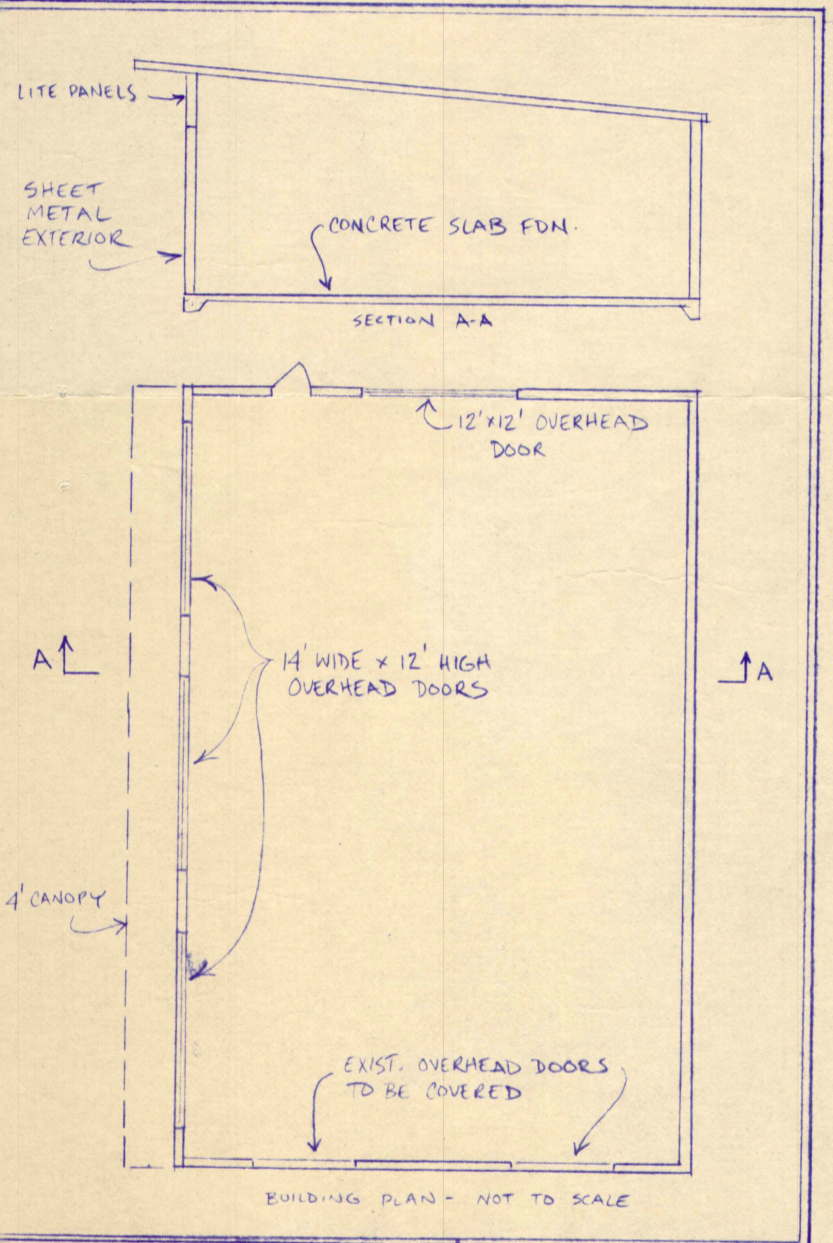 LITE PANELS
SHEET
METAL
EXTERIOR
CONCRETE SLAB FDN.
SECTION A-A
12'x12' OVERHEAD
DOOR
A
14' WIDE x 12' HIGH
OVERHEAD DOORS
A
4' CANOPY
EXIST. OVERHEAD DOORS
TO BE COVERED
BUILDING PLAN - NOT TO SCALE